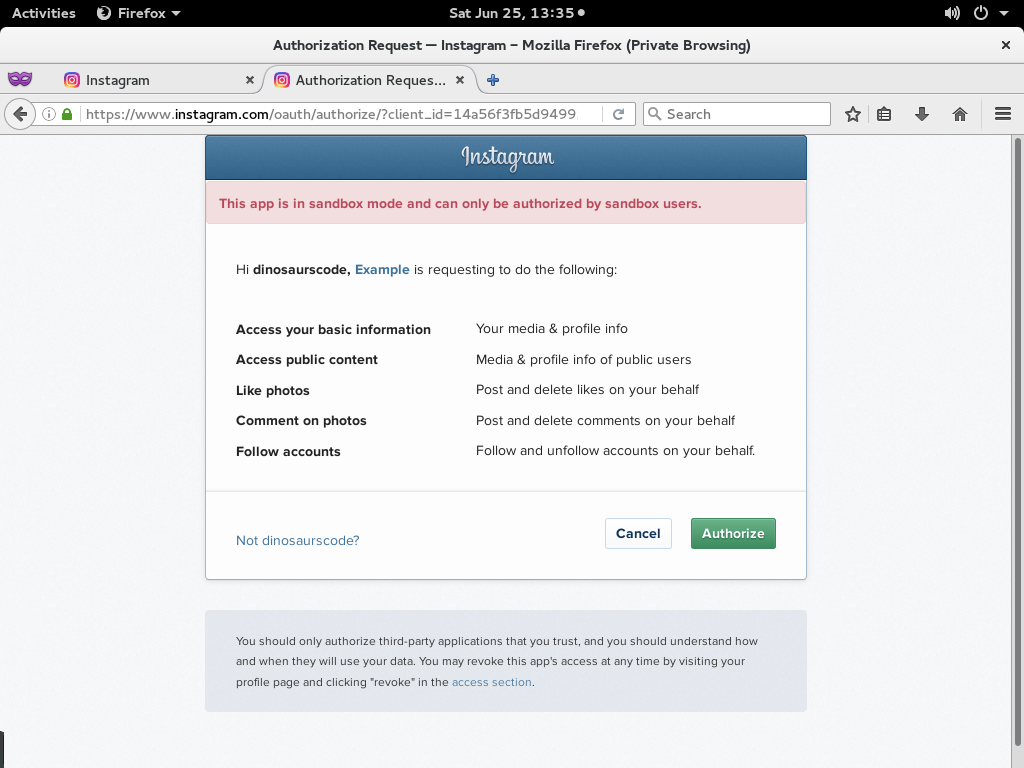 Activities Firefox Sat Jun 25, 13:35
Authorization Request — Instagram – Mozilla Firefox (Private Browsing)
Instagram Authorization Reques...
https://www.instagram.com/oauth/authorize/?client_id=14a56f3fb5d9499 Search
Instagram
This app is in sandbox mode and can only be authorized by sandbox users.
Hi dinosaurscode, Example is requesting to do the following:
Access your basic information Your media & profile info
Access public content Media & profile info of public users
Like photos Post and delete likes on your behalf
Comment on photos Post and delete comments on your behalf
Follow accounts Follow and unfollow accounts on your behalf.
Not dinosaurscode? Cancel Authorize
You should only authorize third-party applications that you trust, and you should understand how
and when they will use your data. You may revoke this app's access at any time by visiting your
profile page and clicking "revoke" in the access section.